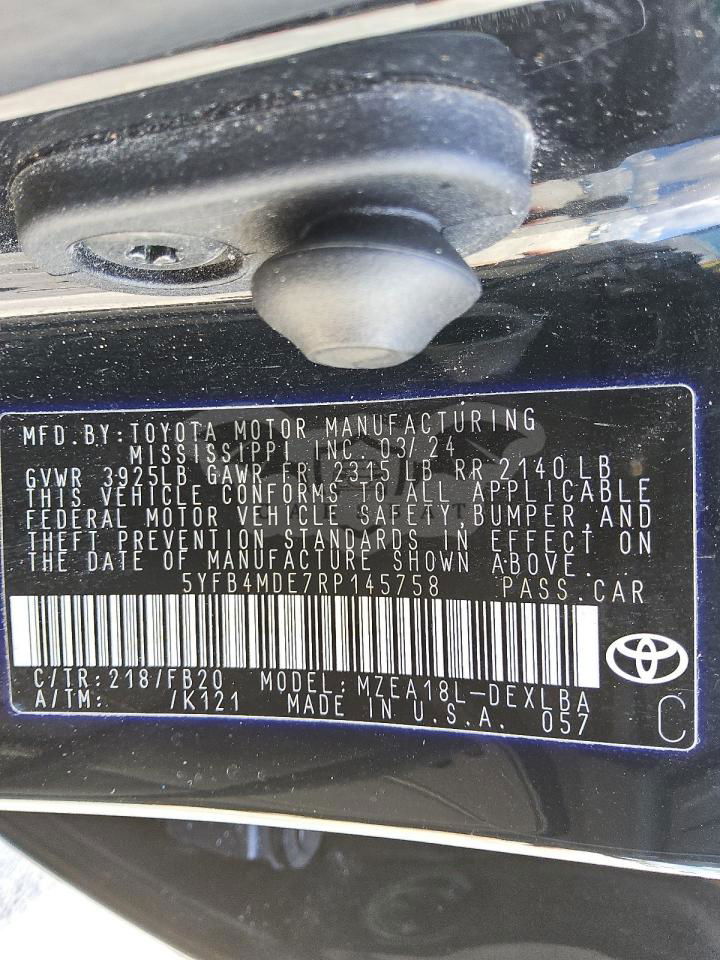 MFD.BY:TOYOTA MOTOR MANUFACTURING
MISSISSIPPI INC. 03/24
GVWR 3925LB GAWR FR 2315 LB RR 2140 LB
THIS VEHICLE CONFORMS TO ALL APPLICABLE
FEDERAL MOTOR VEHICLE SAFETY,BUMPER,AND
THEFT PREVENTION STANDARDS IN EFFECT ON
THE DATE OF MANUFACTURE SHOWN ABOVE.
5YFB4MDE7RP145758 PASS.CAR
C/TR:218/FB20 MODEL:MZEA18L-DEXLBA
A/TM: /K121 MADE IN U.S.A. 057
C